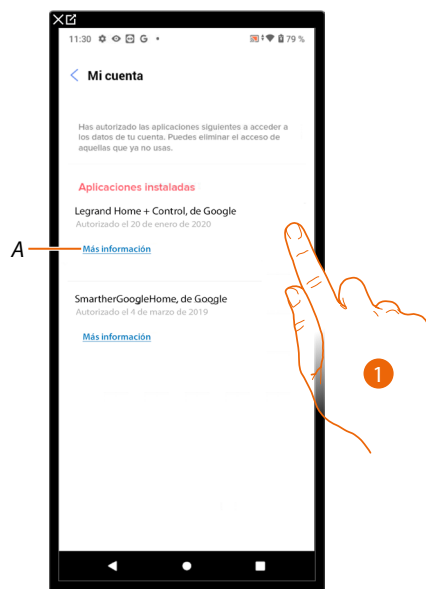 11:30 G 79 %
Mi cuenta
Has autorizado las aplicaciones siguientes a acceder a
los datos de tu cuenta. Puedes eliminar el acceso de
aquellas que ya no usas.
Aplicaciones instaladas
Legrand Home + Control, de Google
Autorizado el 20 de enero de 2020
A
Más información
SmartherGoogleHome, de Google
Autorizado el 4 de marzo de 2019
Más información
1